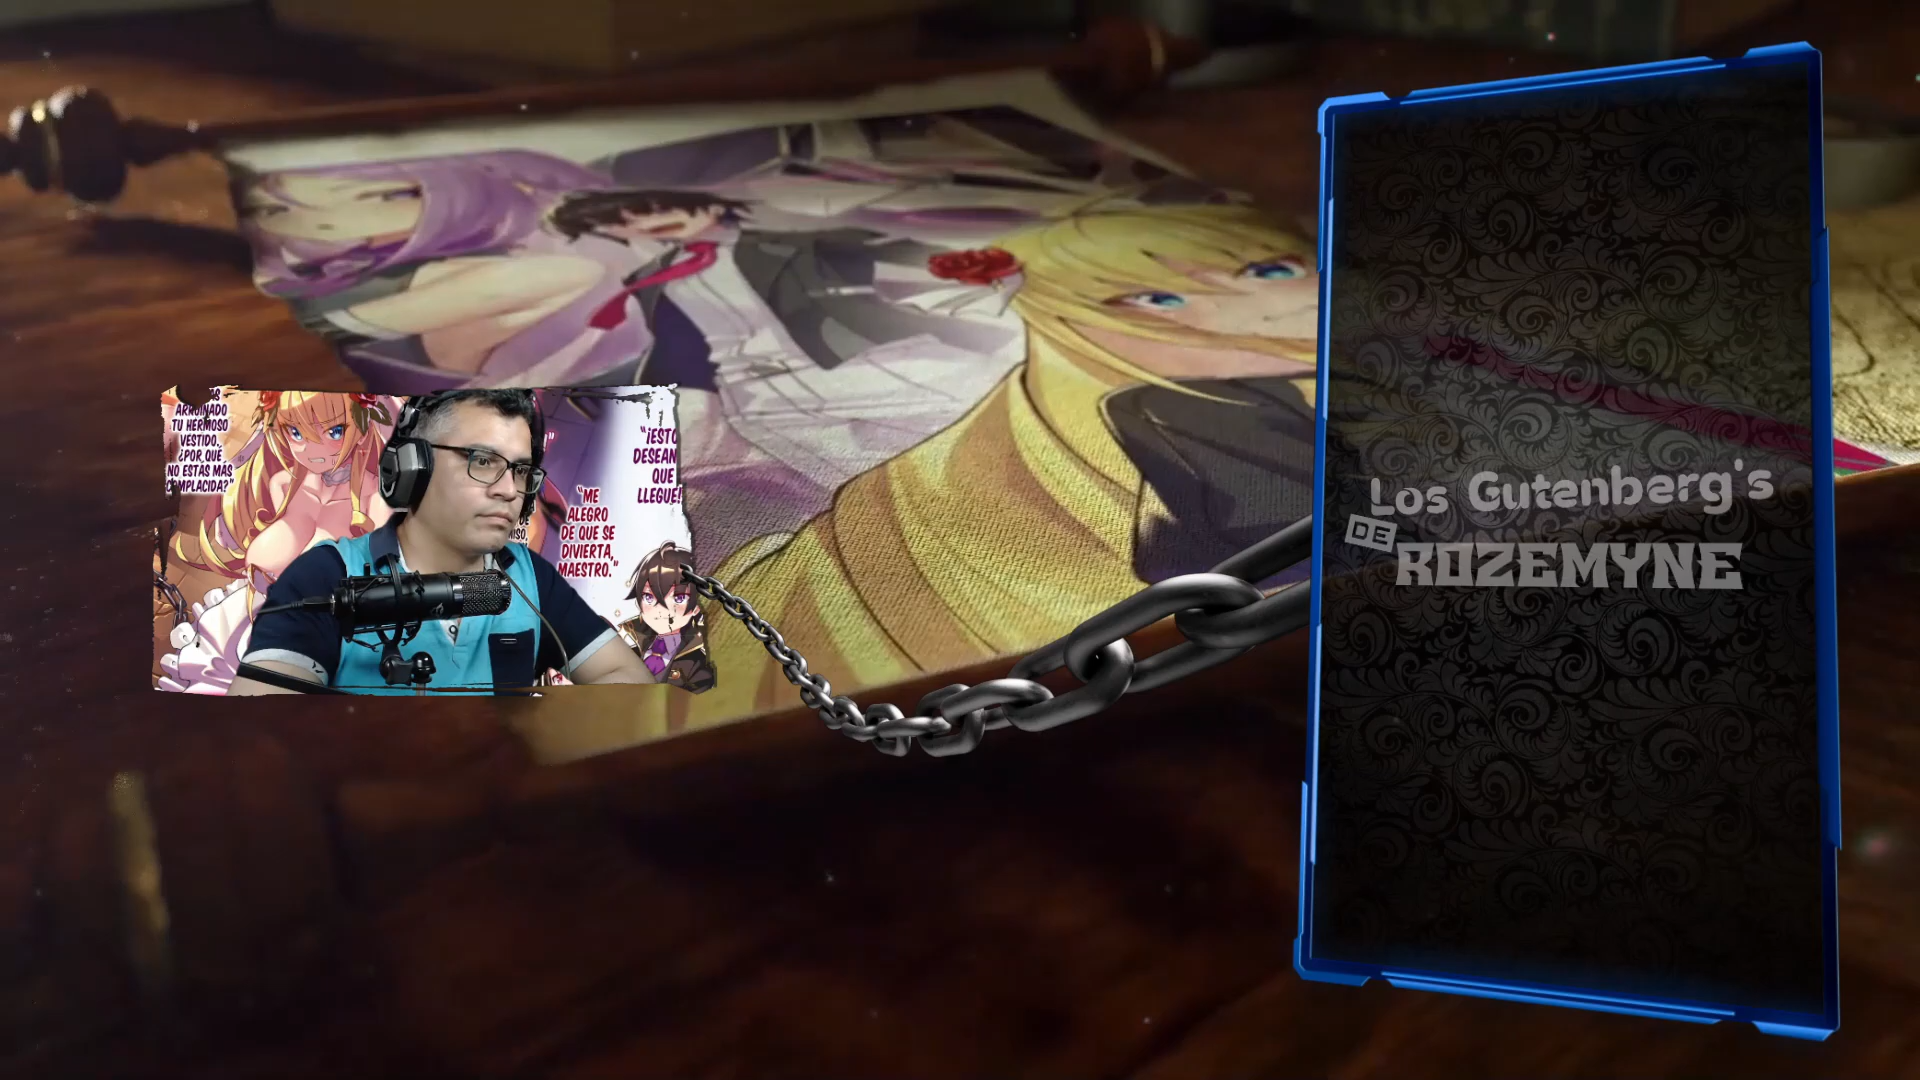 ARRUINADO
TU HERMOSO
VESTIDO.
¿POR QUÉ
NO ESTÁS MÁS
COMPLACIDA?"
"¡ESTO
DESEAN
QUE
LLEGUE!
"ME
ALEGRO
DE QUE SE
DIVIERTA,
MAESTRO."
Los Gutenberg's
DE
ROZEMYNE